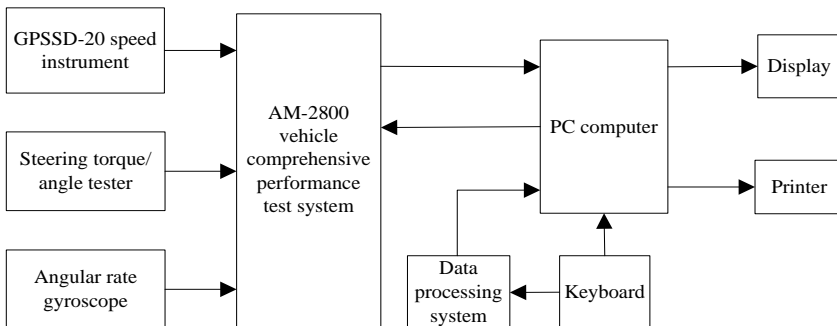 GPSSD-20 speed
instrument
Steering torque/
angle tester
Angular rate
gyroscope
AM-2800
vehicle
comprehensive
performance
test system
PC computer
Data
processing
system
Keyboard
Display
Printer